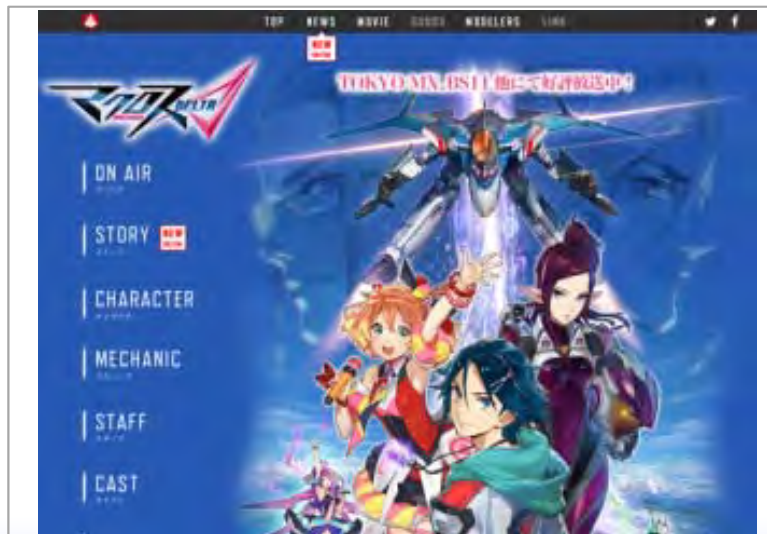 TOP NEWS MOVIE GOODS MODELERS LINK
NEW
マクロス DELTA
TOKYO MX、BS11 他にて好評放送中！
ON AIR
STORY NEW
CHARACTER
MECHANIC
STAFF
CAST